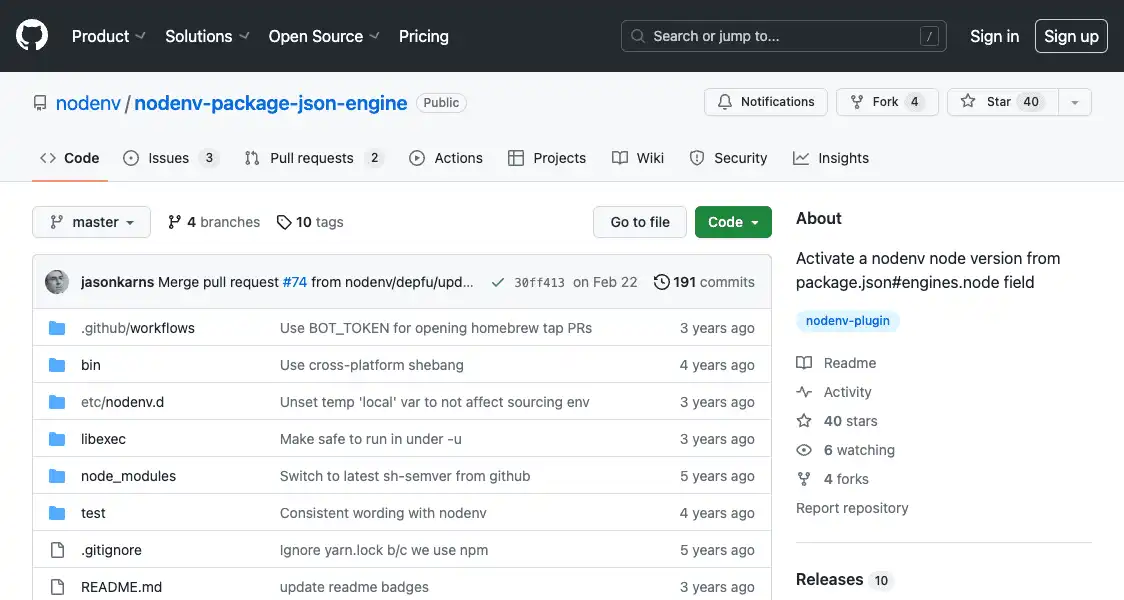 Product Solutions Open Source Pricing Search or jump to... / Sign in Sign up
nodenv / nodenv-package-json-engine Public Notifications Fork 4 Star 40
Code Issues 3 Pull requests 2 Actions Projects Wiki Security Insights
master 4 branches 10 tags Go to file Code
jasonkarns Merge pull request #74 from nodenv/depfu/upd... 30ff413 on Feb 22 191 commits
.github/workflows Use BOT_TOKEN for opening homebrew tap PRs 3 years ago
bin Use cross-platform shebang 4 years ago
etc/nodenv.d Unset temp 'local' var to not affect sourcing env 3 years ago
libexec Make safe to run in under -u 3 years ago
node_modules Switch to latest sh-semver from github 5 years ago
test Consistent wording with nodenv 4 years ago
.gitignore Ignore yarn.lock b/c we use npm 5 years ago
README.md update readme badges 3 years ago
About
Activate a nodenv node version from
package.json#engines.node field
nodenv-plugin
Readme
Activity
40 stars
6 watching
4 forks
Report repository
Releases 10